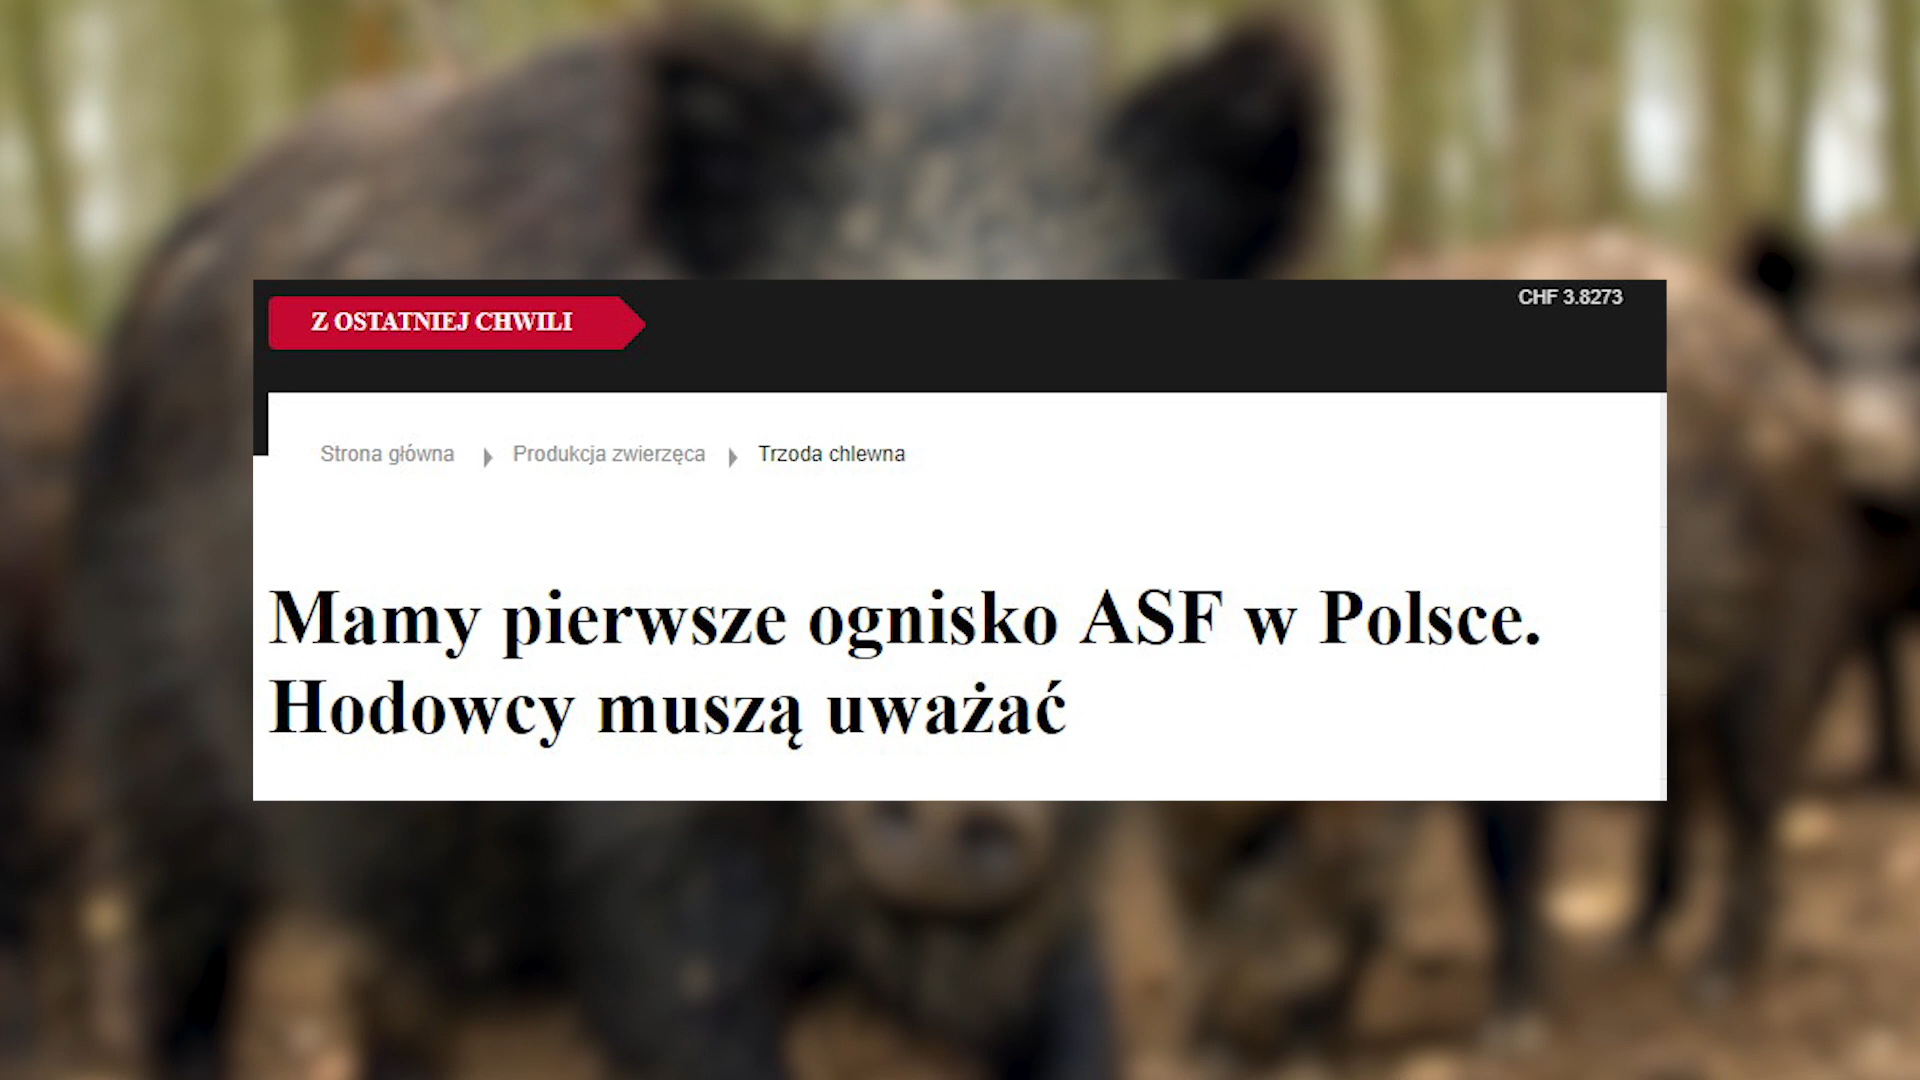 Z OSTATNIEJ CHWILI
CHF 3.8273
Strona główna Produkcja zwierzęca Trzoda chlewna
Mamy pierwsze ognisko ASF w Polsce.
Hodowcy muszą uważać